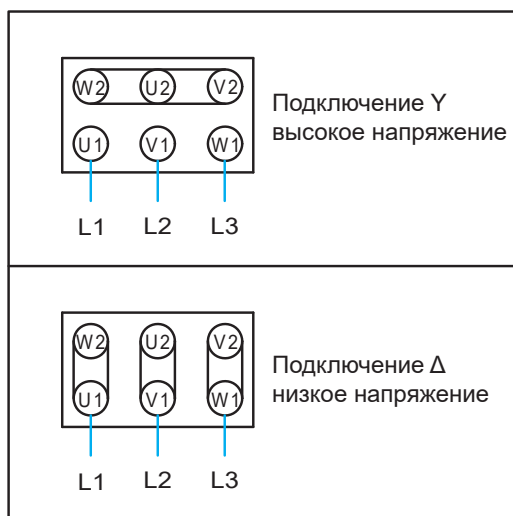 W2 U2 V2
Подключение Y
высокое напряжение
U1 V1 W1
L1 L2 L3
W2 U2 V2
Подключение Δ
низкое напряжение
U1 V1 W1
L1 L2 L3